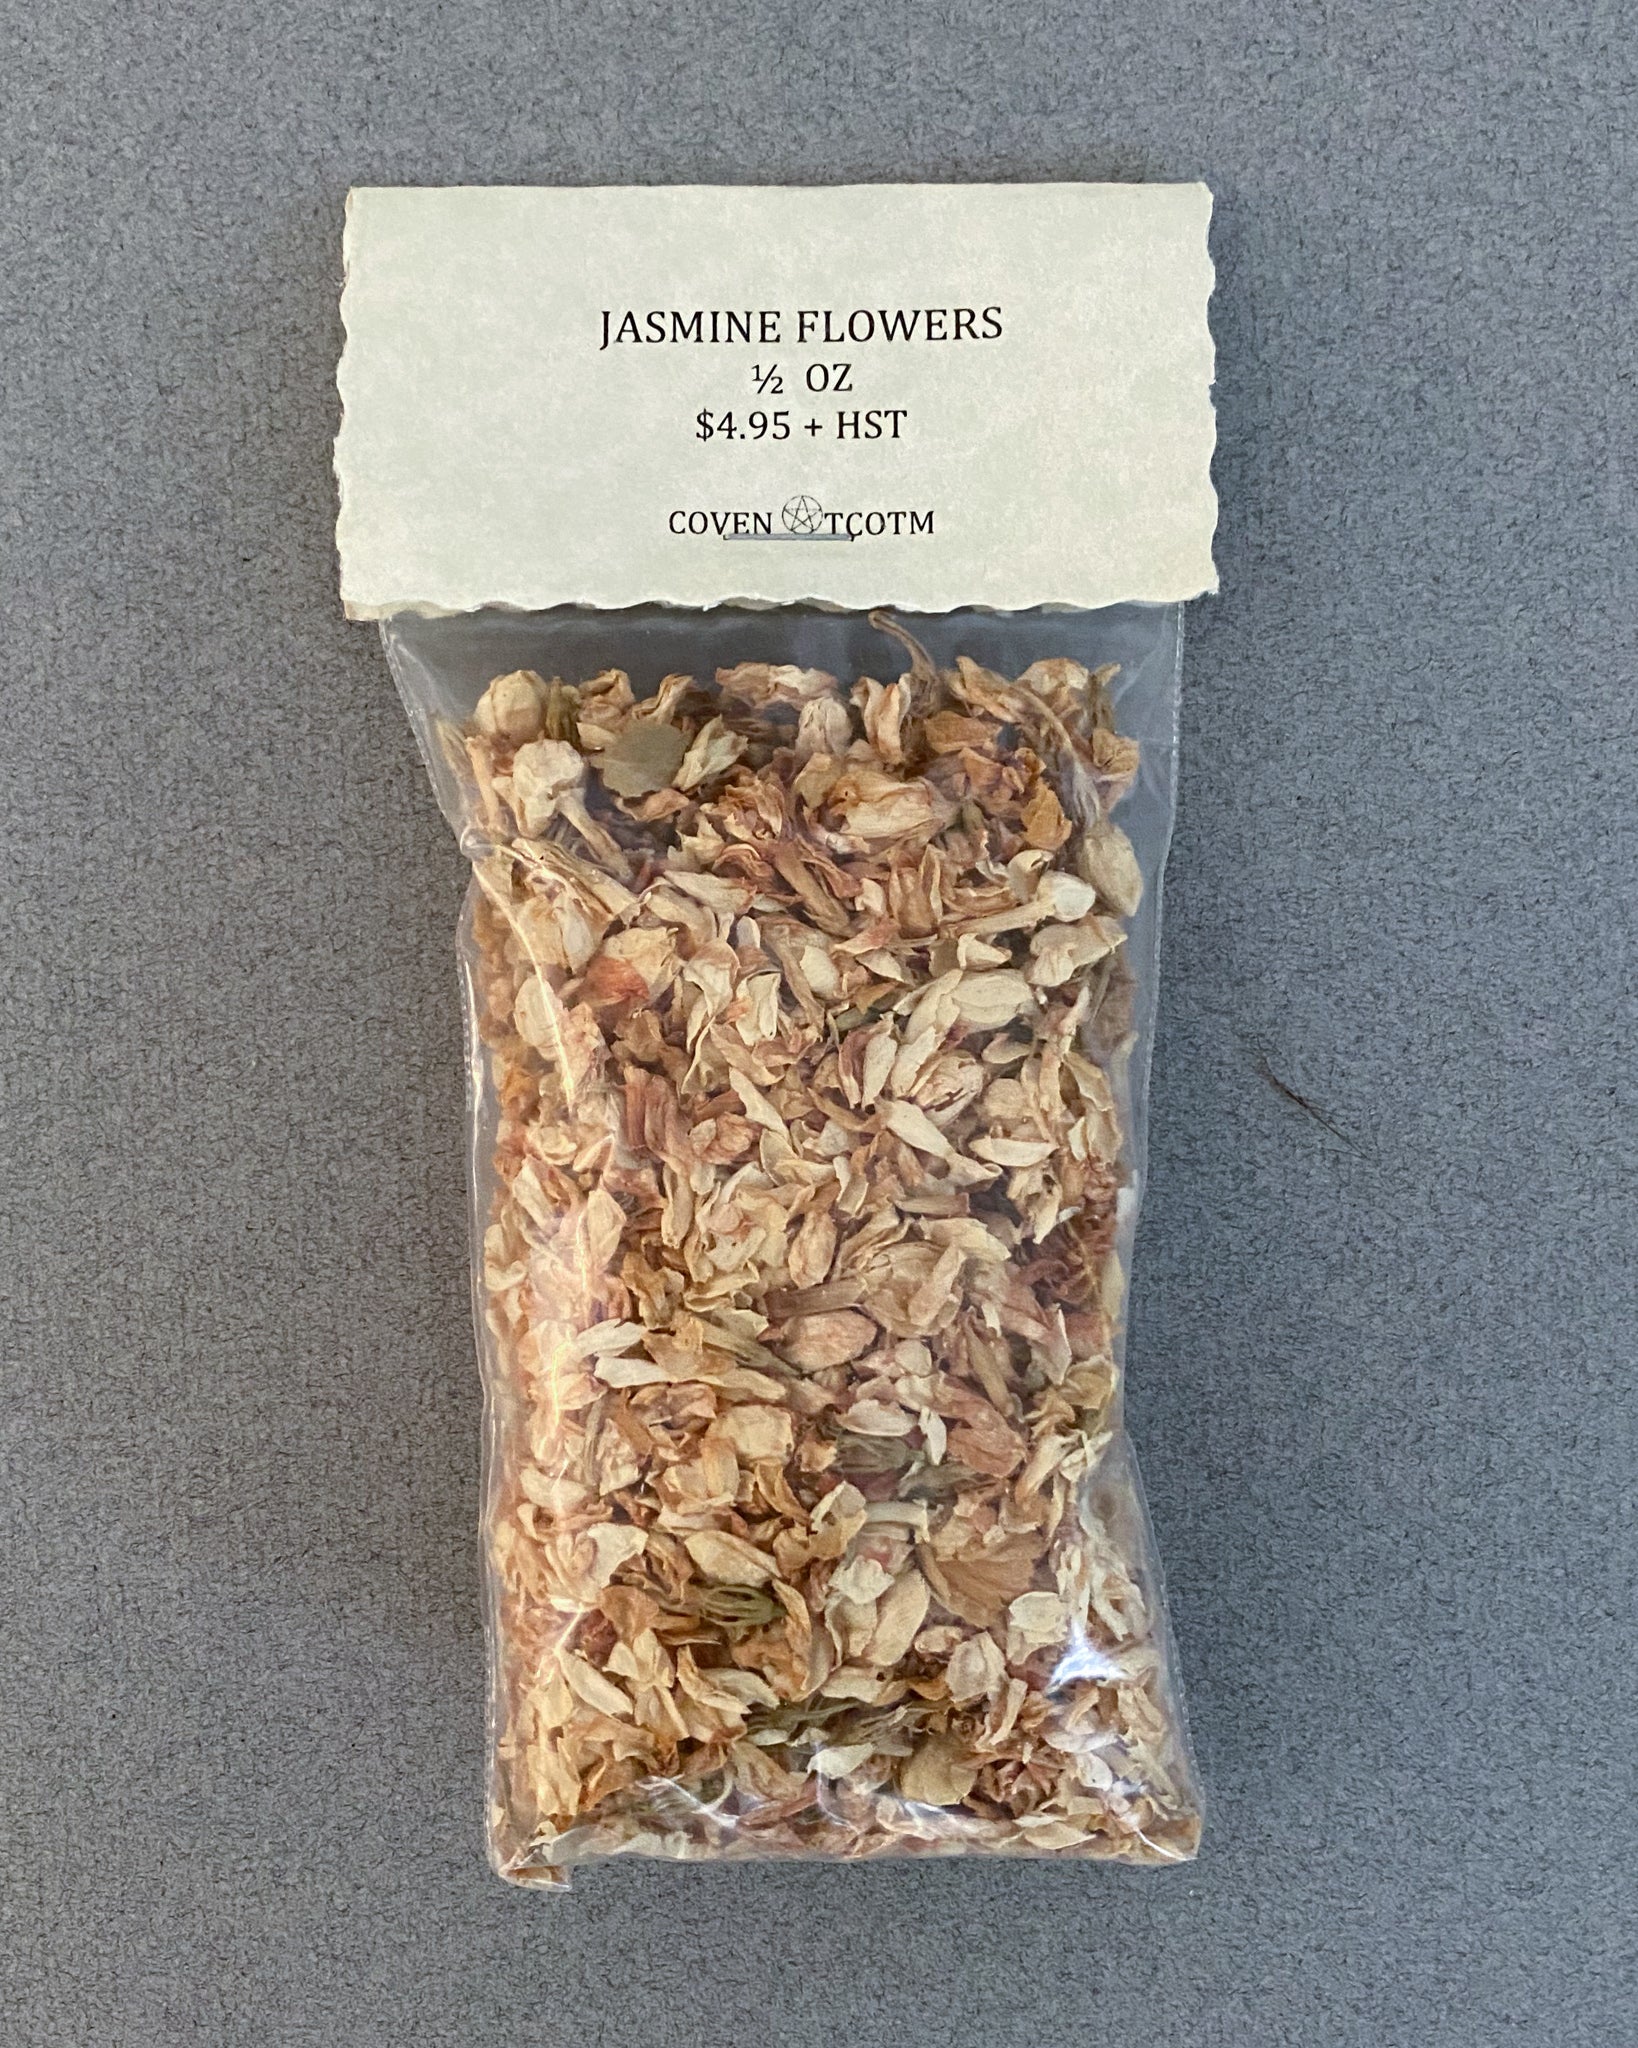 JASMINE FLOWERS
½ OZ
$4.95 + HST
COVEN TCOTM